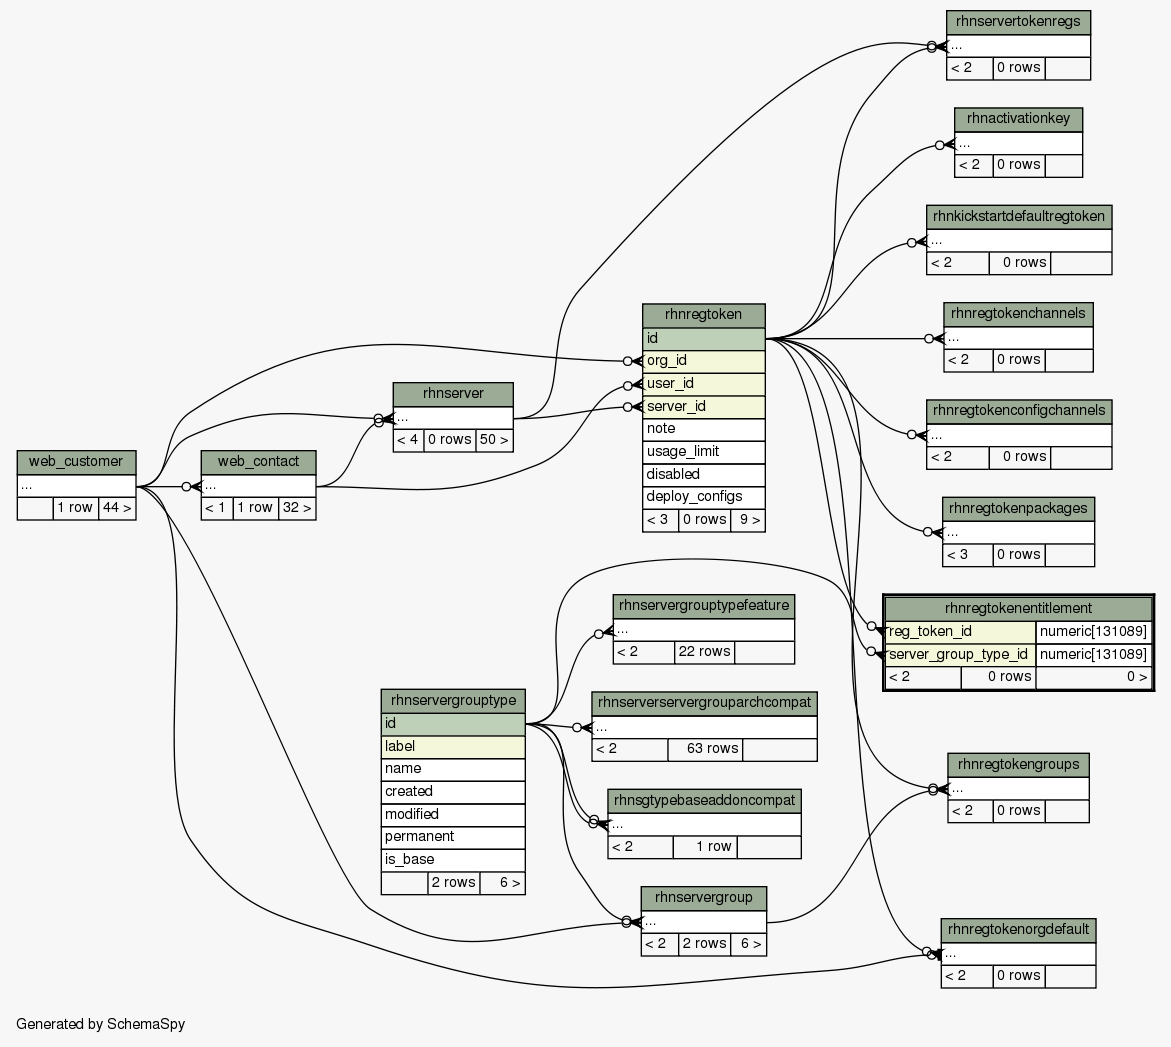 rhnservertokenregs
...
< 2 0 rows
rhnactivationkey
...
< 2 0 rows
rhnkickstartdefaultregtoken
...
< 2 0 rows
rhnregtokenchannels
...
< 2 0 rows
rhnregtokenconfigchannels
...
< 2 0 rows
rhnregtokenpackages
...
< 3 0 rows
rhnregtoken
id
org_id
user_id
server_id
note
usage_limit
disabled
deploy_configs
< 3 0 rows 9 >
rhnserver
...
< 4 0 rows 50 >
web_customer
...
1 row 44 >
web_contact
...
< 1 1 row 32 >
rhnregtokenentitlement
reg_token_id numeric[131089]
server_group_type_id numeric[131089]
< 2 0 rows 0 >
rhnservergrouptypefeature
...
< 2 22 rows
rhnservergrouptype
id
label
name
created
modified
permanent
is_base
2 rows 6 >
rhnserverservergrouparchcompat
...
< 2 63 rows
rhnsgtypebaseaddoncompat
...
< 2 1 row
rhnservergroup
...
< 2 2 rows 6 >
rhnregtokengroups
...
< 2 0 rows
rhnregtokenorgdefault
...
< 2 0 rows
Generated by SchemaSpy